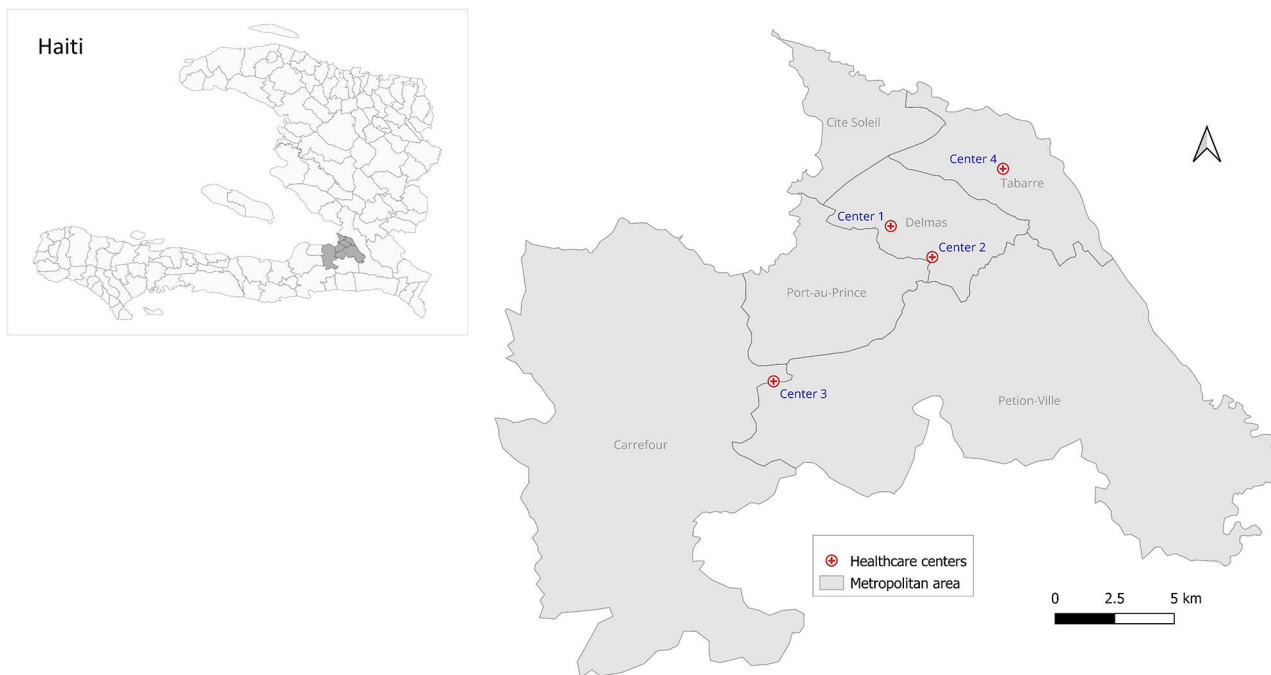 Haiti
Cite Soleil
Center 4
Tabarre
Center 1
Delmas
Center 2
Port-au-Prince
Center 3
Petion-Ville
Carrefour
Healthcare centers
Metropolitan area
0 2.5 5 km